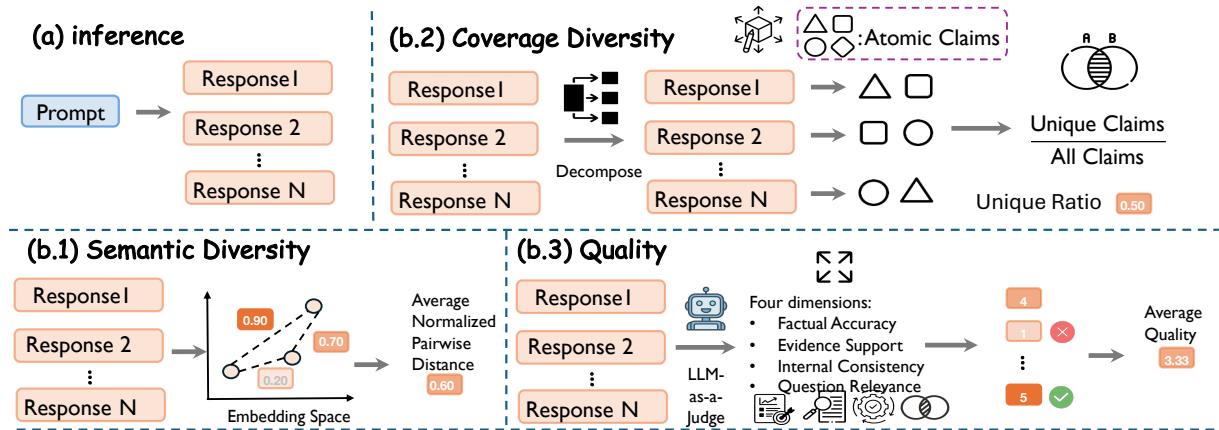 (a) inference
Prompt
Response1
Response 2
Response N
(b.2) Coverage Diversity
:Atomic Claims
Response1
Response 2
Response N
Decompose
Response1
Response 2
Response N
A B
Unique Claims
All Claims
Unique Ratio 0.50
(b.1) Semantic Diversity
Response1
Response 2
Response N
0.90
0.70
0.20
Embedding Space
Average
Normalized
Pairwise
Distance
0.60
(b.3) Quality
Response1
Response 2
Response N
LLM-
as-a-
Judge
Four dimensions:
• Factual Accuracy
• Evidence Support
• Internal Consistency
• Question Relevance
4
1
5
Average
Quality
3.33